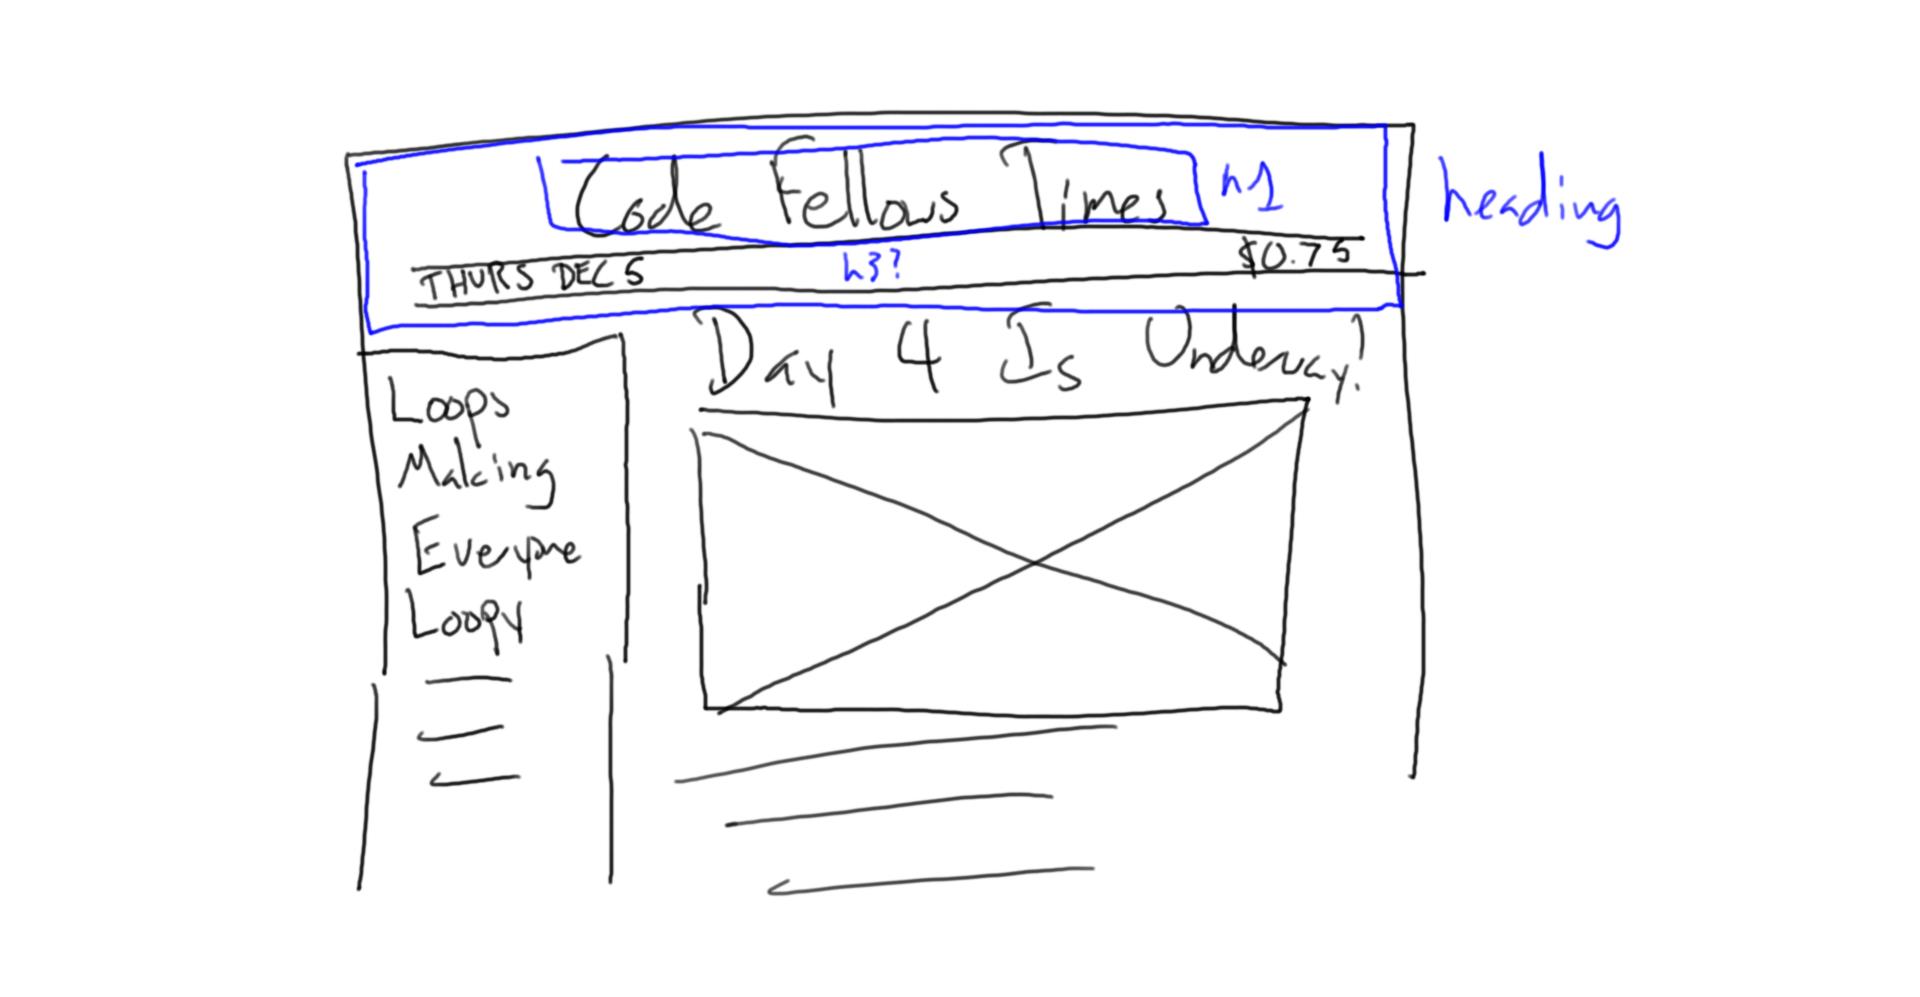 Code Fellows Times
h1
heading
THURS DEC 5
h3?
$0.75
Day 4 Is Underway!
Loops
Making
Everyone
Loopy